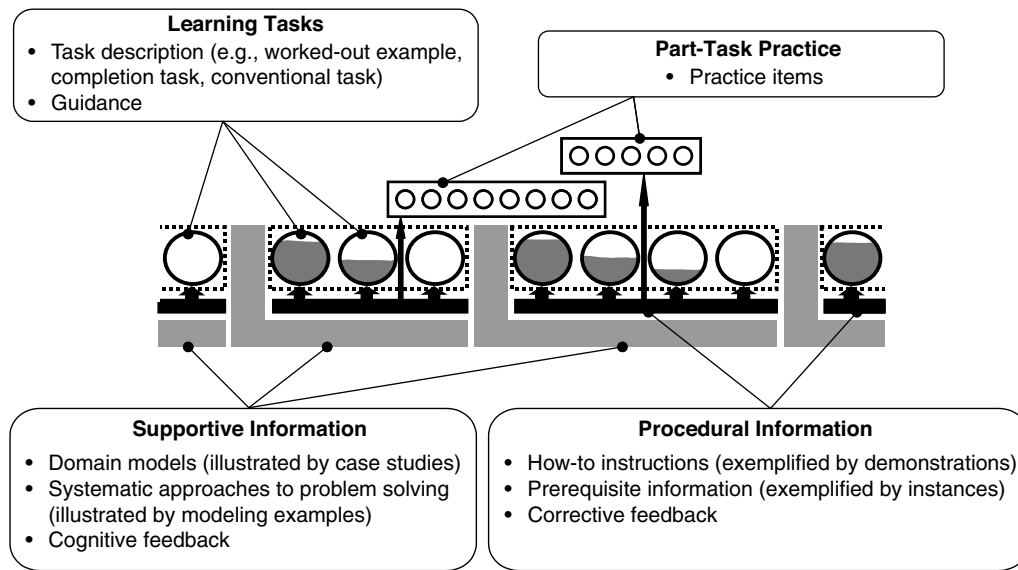 Learning Tasks
• Task description (e.g., worked-out example,
completion task, conventional task)
• Guidance
Part-Task Practice
• Practice items
Supportive Information
• Domain models (illustrated by case studies)
• Systematic approaches to problem solving
(illustrated by modeling examples)
• Cognitive feedback
Procedural Information
• How-to instructions (exemplified by demonstrations)
• Prerequisite information (exemplified by instances)
• Corrective feedback